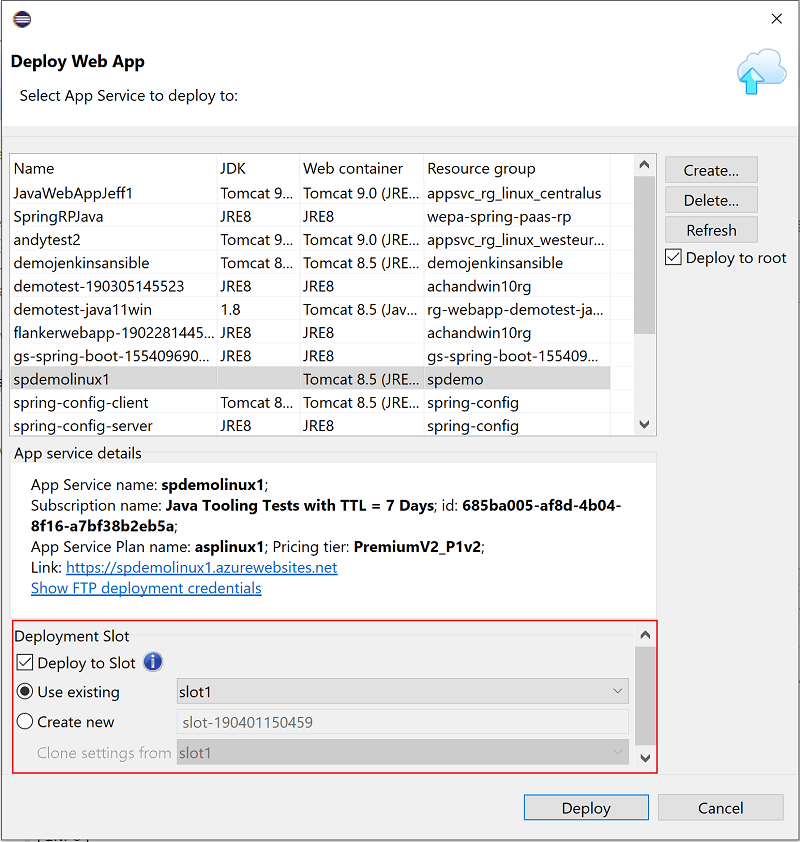 Deploy Web App
Select App Service to deploy to:
Name JDK Web container Resource group
JavaWebAppJeff1 Tomcat 9... Tomcat 9.0 (JRE... appsvc_rg_linux_centralus
SpringRPJava JRE8 JRE8 wepa-spring-paas-rp
andytest2 Tomcat 9... Tomcat 9.0 (JRE... appsvc_rg_linux_westeur...
demojenkinsansible Tomcat 8... Tomcat 8.5 (JRE... demojenkinsansible
demotest-190305145523 JRE8 JRE8 achandwin10rg
demotest-java11win 1.8 Tomcat 8.5 (Jav... rg-webapp-demotest-ja...
flankerwebapp-1902281445... JRE8 JRE8 achandwin10rg
gs-spring-boot-155409690... JRE8 JRE8 gs-spring-boot-155409...
spdemolinux1 Tomcat 8.5 (JRE... spdemo
spring-config-client Tomcat 8... Tomcat 8.5 (JRE... spring-config
spring-config-server JRE8 JRE8 spring-config
Create...
Delete...
Refresh
Deploy to root
App service details
App Service name: spdemolinux1;
Subscription name: Java Tooling Tests with TTL = 7 Days; id: 685ba005-af8d-4b04-
8f16-a7bf38b2eb5a;
App Service Plan name: asplinux1; Pricing tier: PremiumV2_P1v2;
Link: https://spdemolinux1.azurewebsites.net
Show FTP deployment credentials
Deployment Slot
Deploy to Slot
Use existing slot1
Create new slot-190401150459
Clone settings from slot1
Deploy Cancel